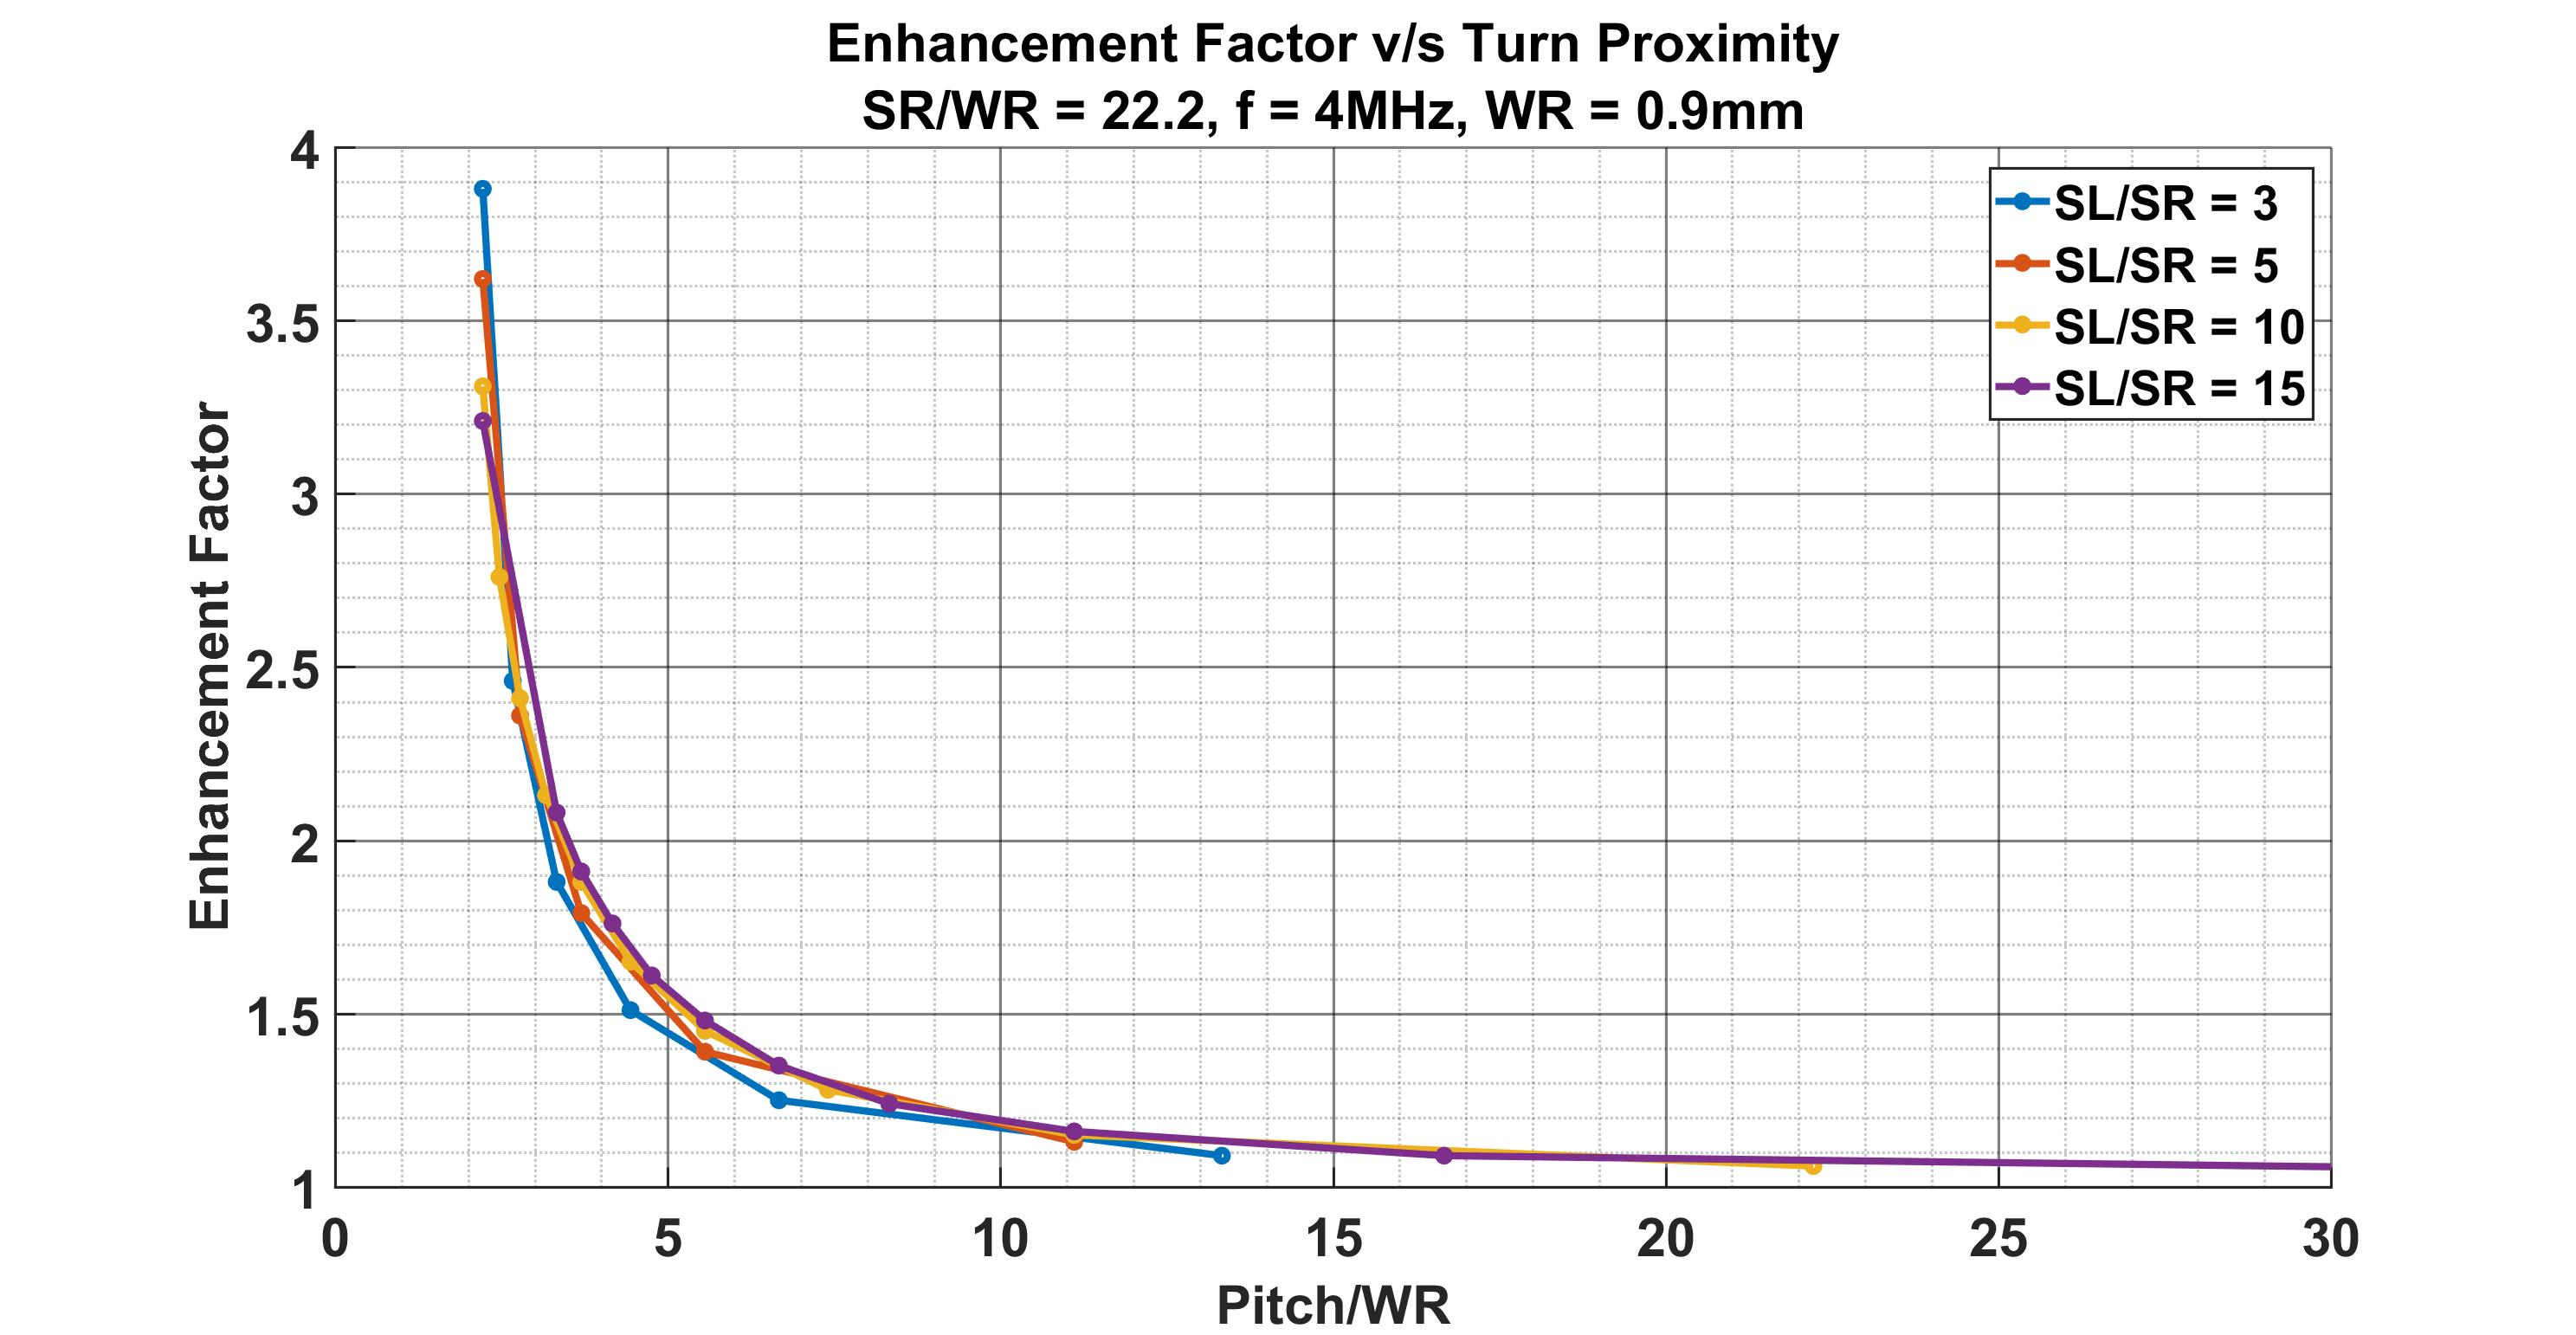 Enhancement Factor v/s Turn Proximity
SR/WR = 22.2, f = 4MHz, WR = 0.9mm
4
3.5
3
2.5
2
1.5
1
Enhancement Factor
SL/SR = 3
SL/SR = 5
SL/SR = 10
SL/SR = 15
0 5 10 15 20 25 30
Pitch/WR